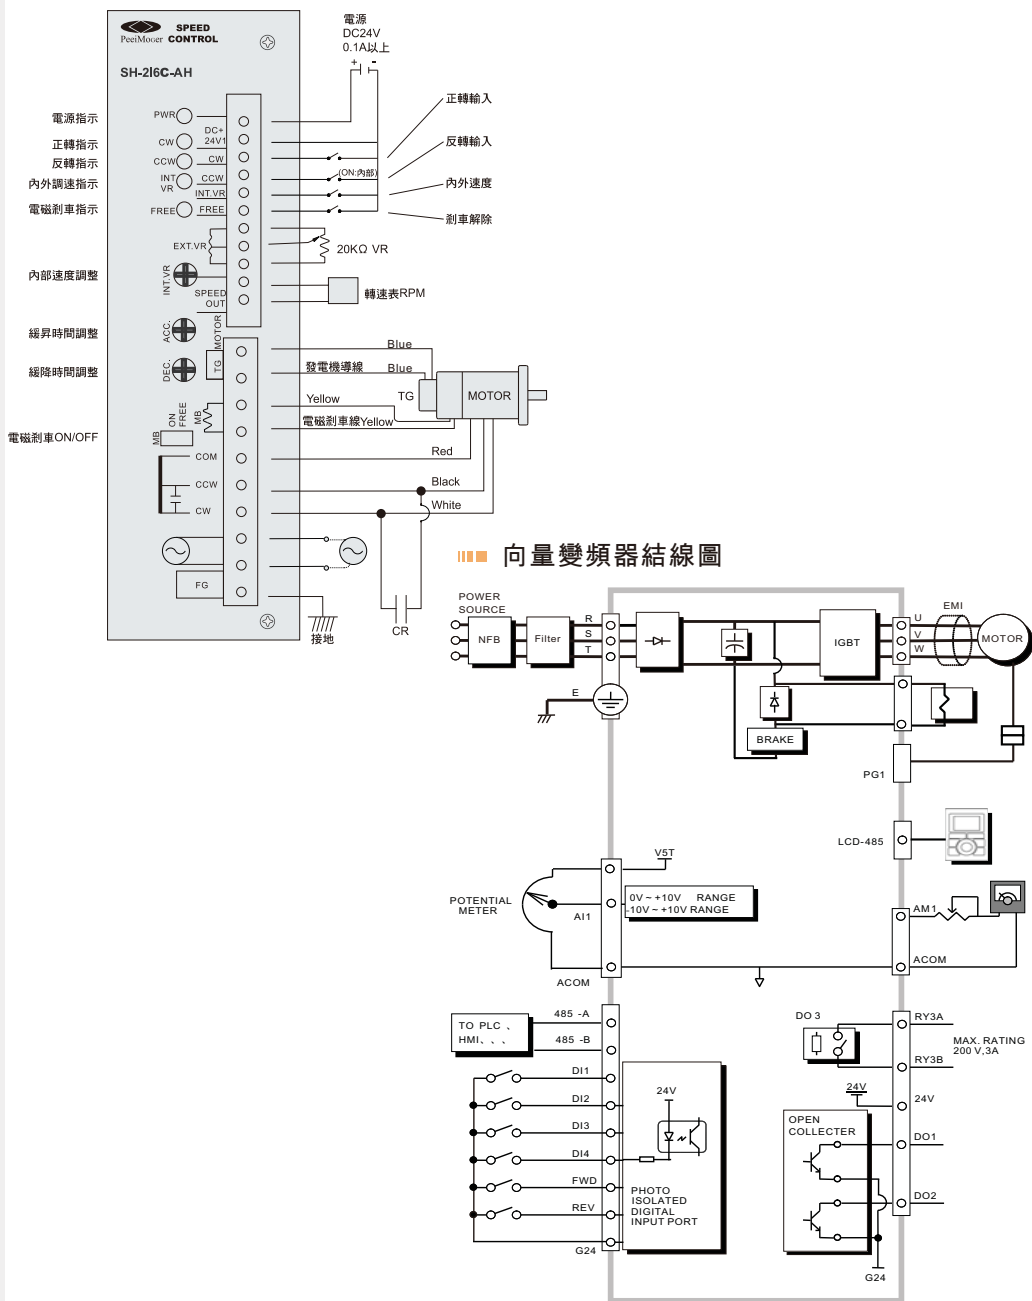 SPEED
PeeiMoger CONTROL
SH-2I6C-AH
電源
DC24V
0.1A以上
+ -
電源指示
正轉指示
反轉指示
內外調速指示
電磁剎車指示
內部速度調整
緩昇時間調整
緩降時間調整
電磁剎車ON/OFF
PWR
CW
CCW
INT
VR
FREE
DC+
24V1
CW
CCW
INT.VR
FREE
EXT.VR
INT.VR
SPEED
OUT
ACC.
DEC.
MOTOR
TG
ON
FREE
MB
MB
COM
CCW
CW
FG
正轉輸入
反轉輸入
(ON:內部)
內外速度
剎車解除
20KΩ VR
轉速表RPM
Blue
發電機導線
Blue
TG
MOTOR
Yellow
電磁剎車線Yellow
Red
Black
White
接地
CR
向量變頻器結線圖
POWER
SOURCE
NFB
Filter
R
S
T
E
IGBT
BRAKE
U
V
W
EMI
MOTOR
PG1
LCD-485
V5T
POTENTIAL
METER
AI1
0V ~ +10V RANGE
-10V ~ +10V RANGE
ACOM
AM1
ACOM
TO PLC 、
HMI、、、
485 -A
485 -B
DI1
DI2
DI3
DI4
FWD
REV
G24
24V
PHOTO
ISOLATED
DIGITAL
INPUT PORT
DO 3
RY3A
MAX. RATING
200 V,3A
RY3B
24V
24V
OPEN
COLLECTER
DO1
DO2
G24